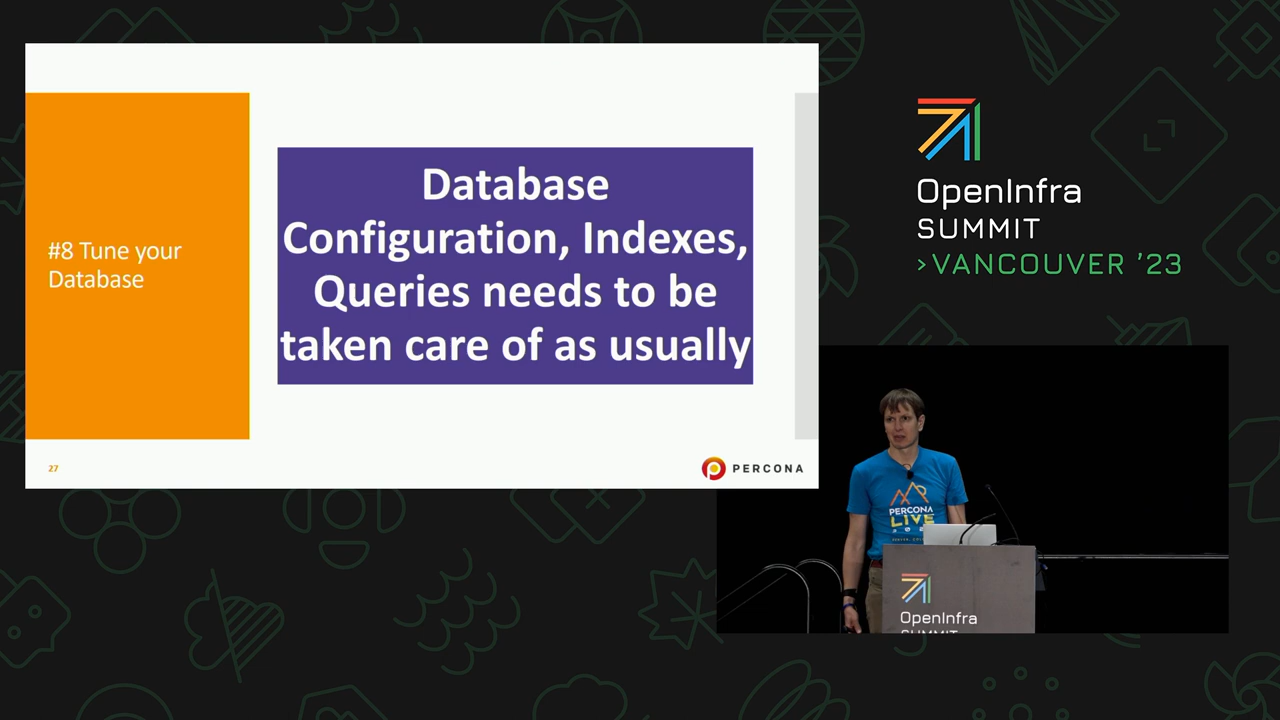 #8 Tune your
Database
Database
Configuration, Indexes,
Queries needs to be
taken care of as usually
27
PERCONA
OpenInfra
SUMMIT
>VANCOUVER '23
PERCONA
LIVE
OpenInfra
SUMMIT